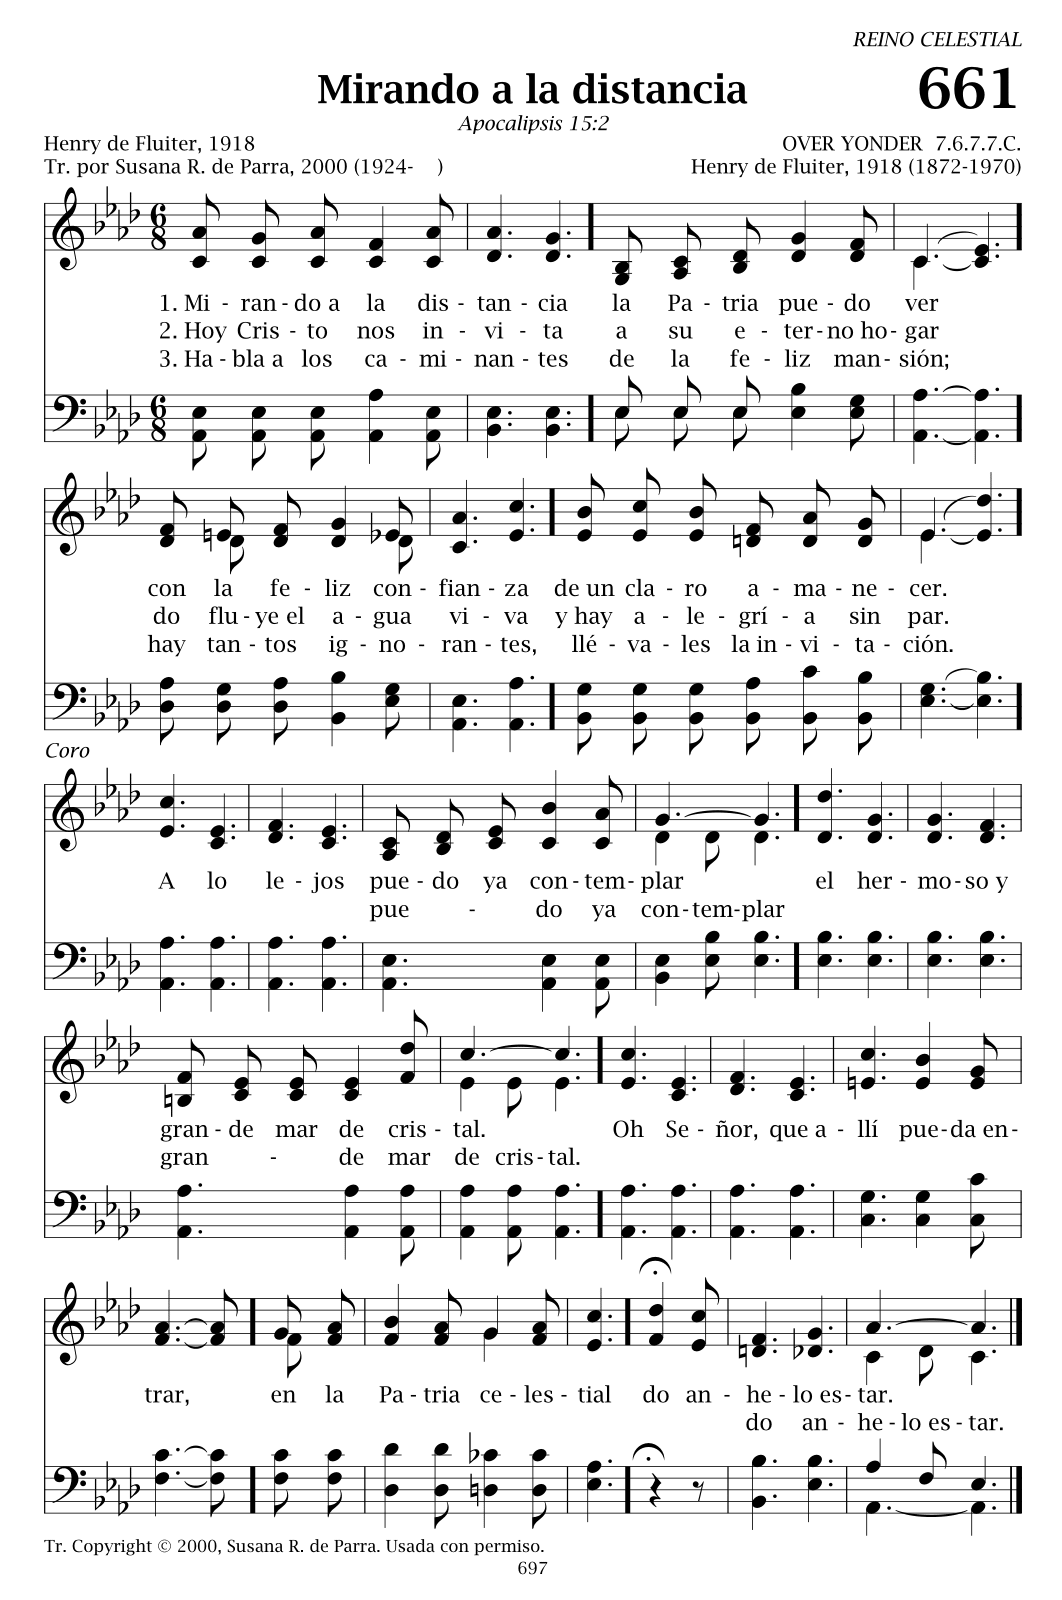 REINO CELESTIAL
Mirando a la distancia 661
Apocalipsis 15:2
Henry de Fluiter, 1918 OVER YONDER 7.6.7.7.C.
Tr. por Susana R. de Parra, 2000 (1924- ) Henry de Fluiter, 1918 (1872-1970)
6 8
1. Mi - ran - do a la dis - tan - cia la Pa - tria pue - do ver
2. Hoy Cris - to nos in - vi - ta a su e - ter - no ho - gar
3. Ha - bla a los ca - mi - nan - tes de la fe - liz man - sión;
6 8
con la fe - liz con - fian - za de un cla - ro a - ma - ne - cer.
do flu - ye el a - gua vi - va y hay a - le - grí - a sin par.
hay tan - tos ig - no - ran - tes, llé - va - les la in - vi - ta - ción.
Coro
A lo le - jos pue - do ya con - tem - plar el her - mo - so y
pue - do ya con - tem - plar
gran - de mar de cris - tal. Oh Se - ñor, que a - llí pue - da en -
gran - de mar de cris - tal.
trar, en la Pa - tria ce - les - tial do an - he - lo es - tar.
do an - he - lo es - tar.
Tr. Copyright © 2000, Susana R. de Parra. Usada con permiso.
697